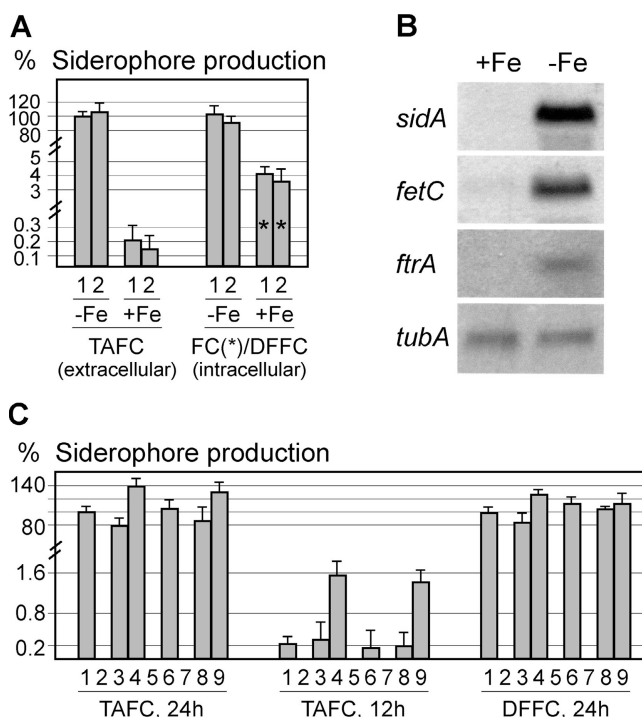 A
Siderophore production
%
120
100
80
5
4
3
0.3
0.2
0.1
* *
1 2 1 2 1 2 1 2
-Fe +Fe -Fe +Fe
TAFC FC(*)/DFFC
(extracellular) (intracellular)
B
+Fe -Fe
sidA
fetC
ftrA
tubA
C
% Siderophore production
140
80
1.6
0.8
0.2
1 2 3 4 5 6 7 8 9 1 2 3 4 5 6 7 8 9 1 2 3 4 5 6 7 8 9
TAFC, 24h TAFC, 12h DFFC, 24h